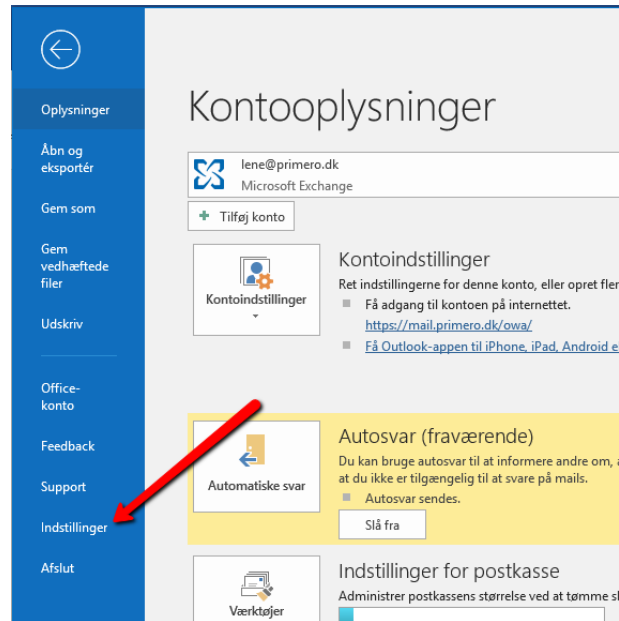 Oplysninger
Åbn og
eksportér
Gem som
Gem
vedhæftede
filer
Udskriv
Office-
konto
Feedback
Support
Indstillinger
Afslut
Kontooplysninger
lene@primero.dk
Microsoft Exchange
Tilføj konto
Kontoindstillinger
Kontoindstillinger
Ret indstillingerne for denne konto, eller opret fler
Få adgang til kontoen på internettet.
https://mail.primero.dk/owa/
Få Outlook-appen til iPhone, iPad, Android e
Automatiske svar
Autosvar (fraværende)
Du kan bruge autosvar til at informere andre om, a
at du ikke er tilgængelig til at svare på mails.
Autosvar sendes.
Slå fra
Værktøjer
Indstillinger for postkasse
Administrer postkassens størrelse ved at tømme sl